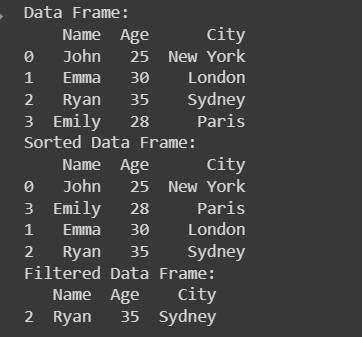 Data Frame:
    Name  Age      City
0   John   25  New York
1   Emma   30    London
2   Ryan   35    Sydney
3  Emily   28     Paris
Sorted Data Frame:
    Name  Age      City
0   John   25  New York
3  Emily   28     Paris
1   Emma   30    London
2   Ryan   35    Sydney
Filtered Data Frame:
   Name  Age    City
2  Ryan   35  Sydney